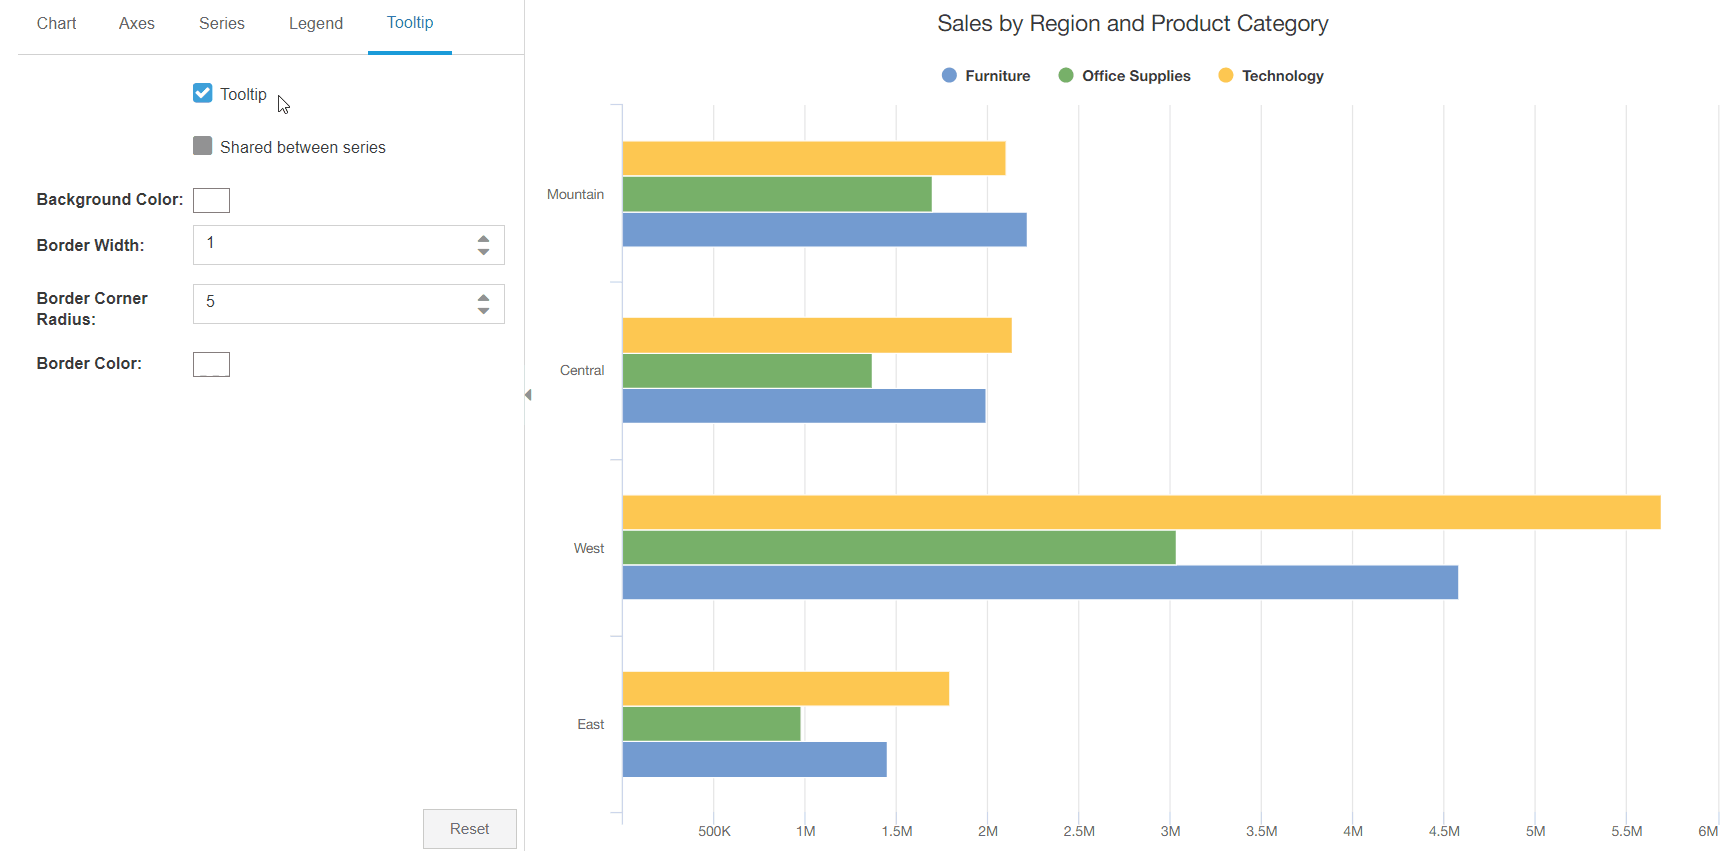 Chart Axes Series Legend Tooltip
Tooltip
Shared between series
Background Color:
Border Width: 1
Border Corner
Radius: 5
Border Color:
Reset
Sales by Region and Product Category
Furniture Office Supplies Technology
Mountain
Central
West
East
500K 1M 1.5M 2M 2.5M 3M 3.5M 4M 4.5M 5M 5.5M 6M